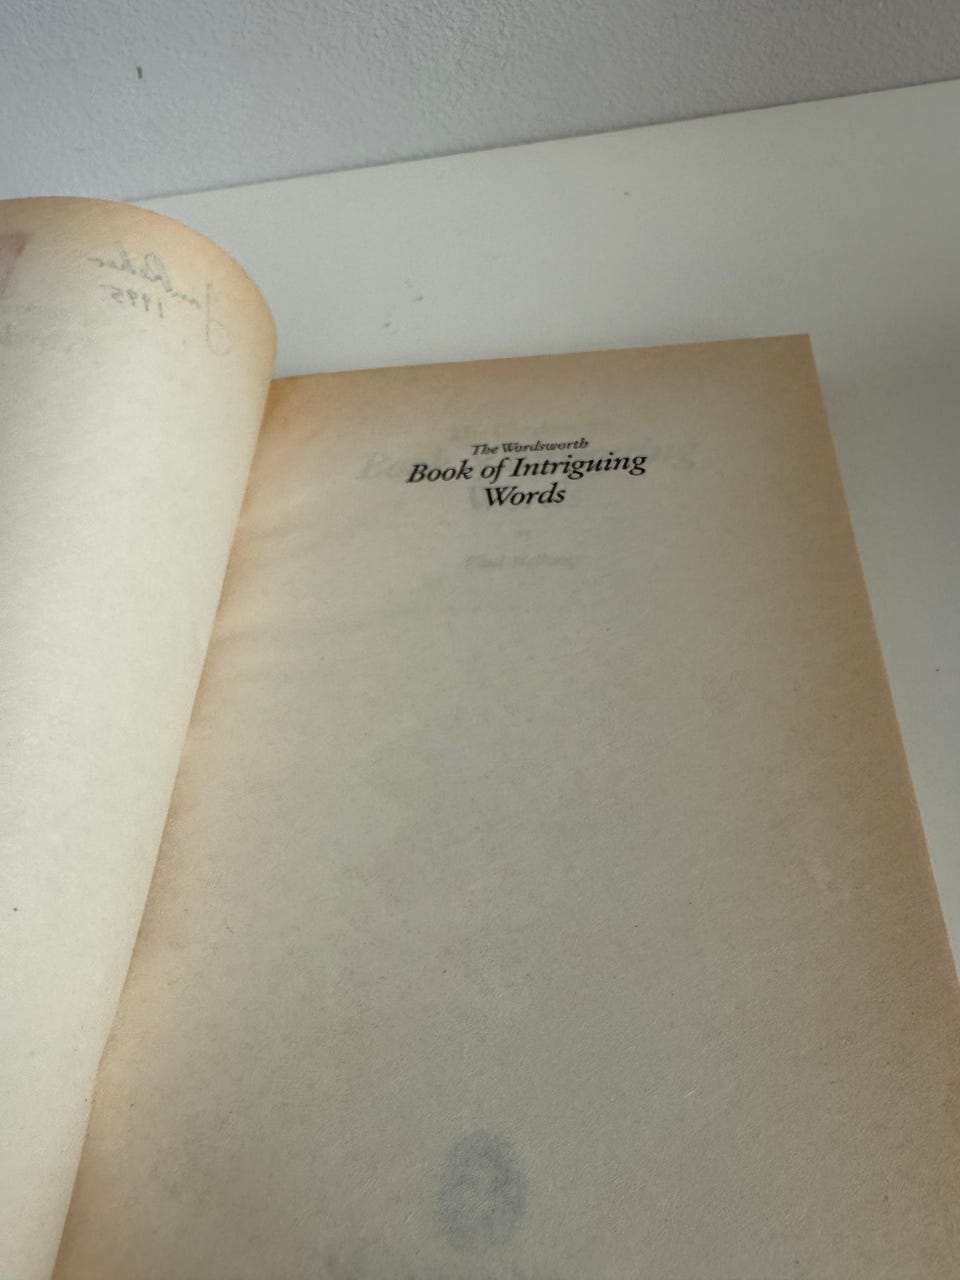 1995
The Wordsworth
Book of Intriguing
Words